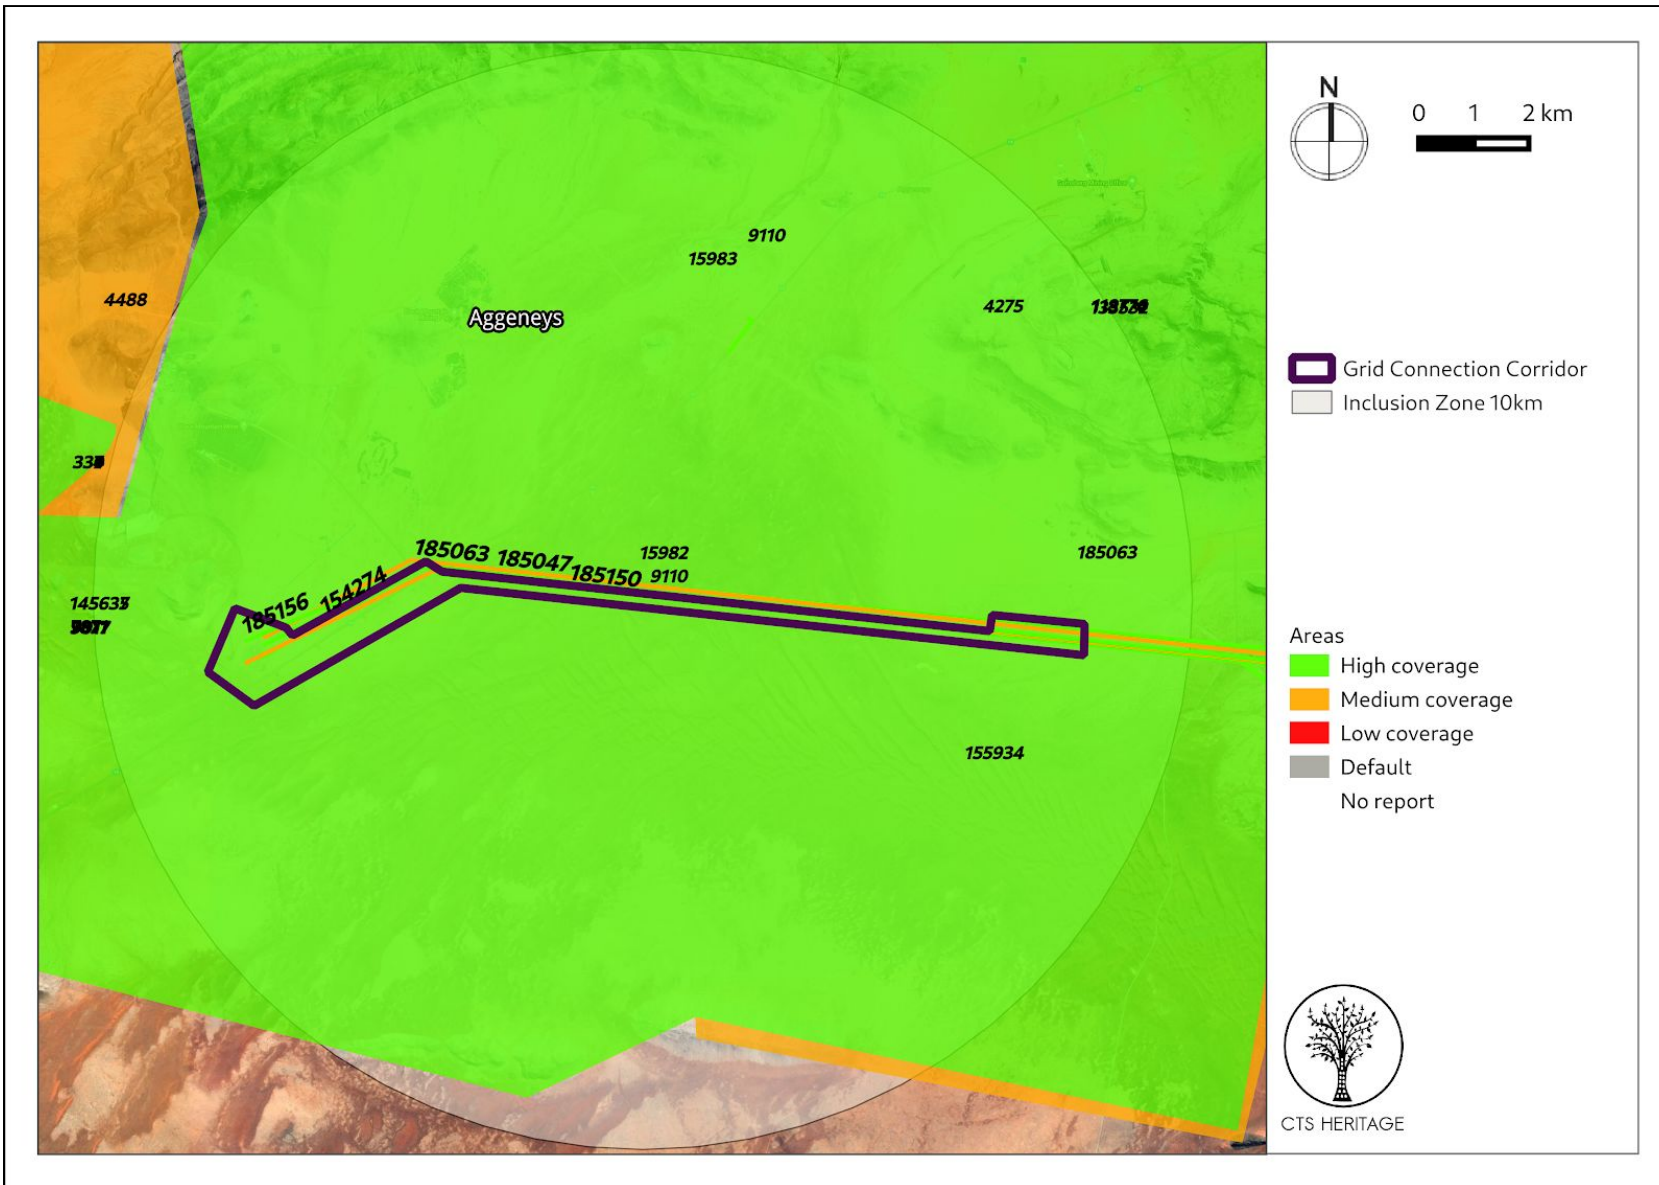 9110
15983
4488
4275
Aggeneys
185063
185047
185150
15982
9110
185063
154274
185156
155934
N
0 1 2 km
Grid Connection Corridor
Inclusion Zone 10km
Areas
High coverage
Medium coverage
Low coverage
Default
No report
CTS HERITAGE